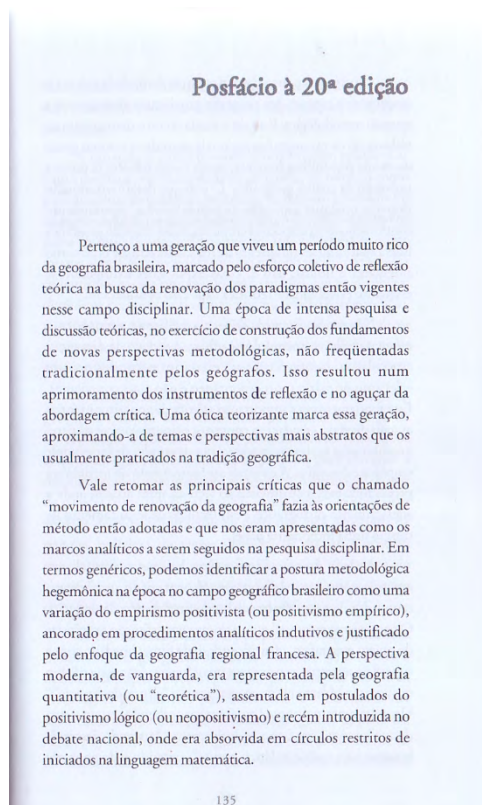 Posfácio à 20ª edição
Pertenço a uma geração que viveu um período muito rico
da geografia brasileira, marcado pelo esforço coletivo de reflexão
teórica na busca da renovação dos paradigmas então vigentes
nesse campo disciplinar. Uma época de intensa pesquisa e
discussão teóricas, no exercício de construção dos fundamentos
de novas perspectivas metodológicas, não freqüentadas
tradicionalmente pelos geógrafos. Isso resultou num
aprimoramento dos instrumentos de reflexão e no aguçar da
abordagem crítica. Uma ótica teorizante marca essa geração,
aproximando-a de temas e perspectivas mais abstratos que os
usualmente praticados na tradição geográfica.
Vale retomar as principais críticas que o chamado
“movimento de renovação da geografia” fazia às orientações de
método então adotadas e que nos eram apresentadas como os
marcos analíticos a serem seguidos na pesquisa disciplinar. Em
termos genéricos, podemos identificar a postura metodológica
hegemônica na época no campo geográfico brasileiro como uma
variação do empirismo positivista (ou positivismo empírico),
ancorado em procedimentos analíticos indutivos e justificado
pelo enfoque da geografia regional francesa. A perspectiva
moderna, de vanguarda, era representada pela geografia
quantitativa (ou “teorética”), assentada em postulados do
positivismo lógico (ou neopositivismo) e recém introduzida no
debate nacional, onde era absorvida em círculos restritos de
iniciados na linguagem matemática.
135